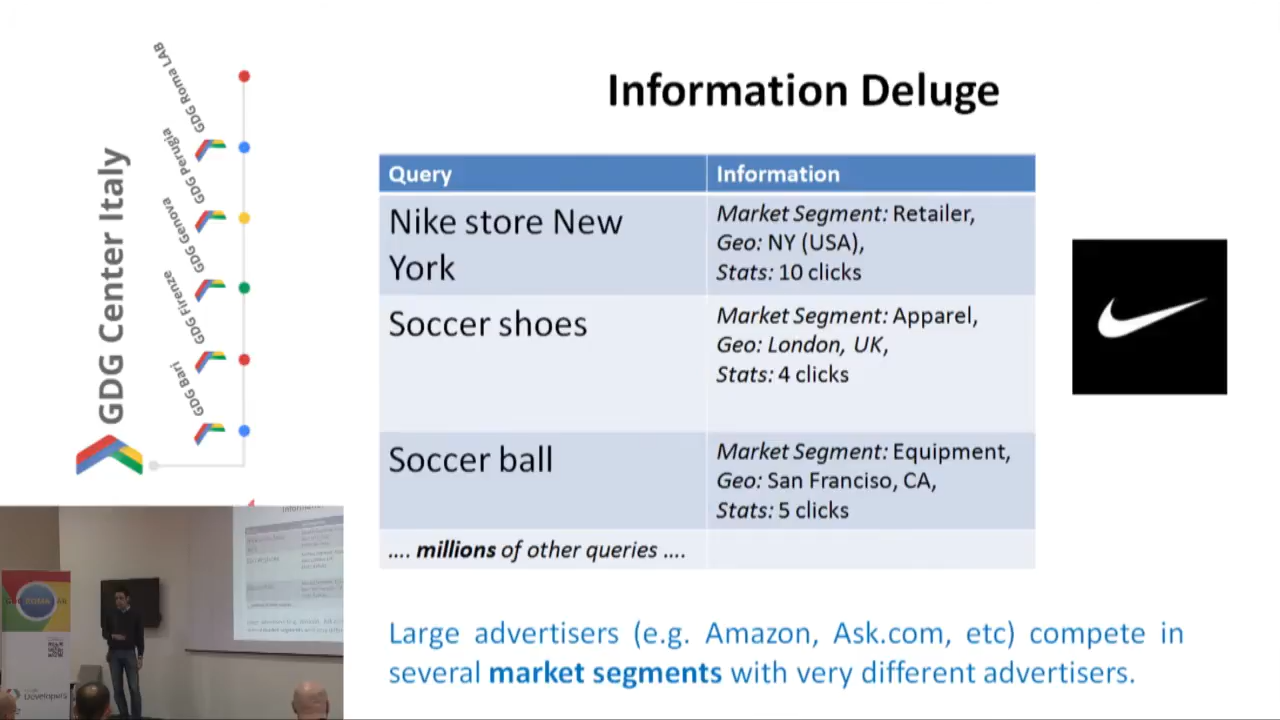 Information Deluge
GDG Center Italy
GDG Roma LAB
GDG Perugia
GDG Genova
GDG Firenze
GDG Bari
Query
Information
Nike store New
York
Market Segment: Retailer,
Geo: NY (USA),
Stats: 10 clicks
Soccer shoes
Market Segment: Apparel,
Geo: London, UK,
Stats: 4 clicks
Soccer ball
Market Segment: Equipment,
Geo: San Franciso, CA,
Stats: 5 clicks
.... millions of other queries ....
Large advertisers (e.g. Amazon, Ask.com, etc) compete in
several market segments with very different advertisers.
Developers